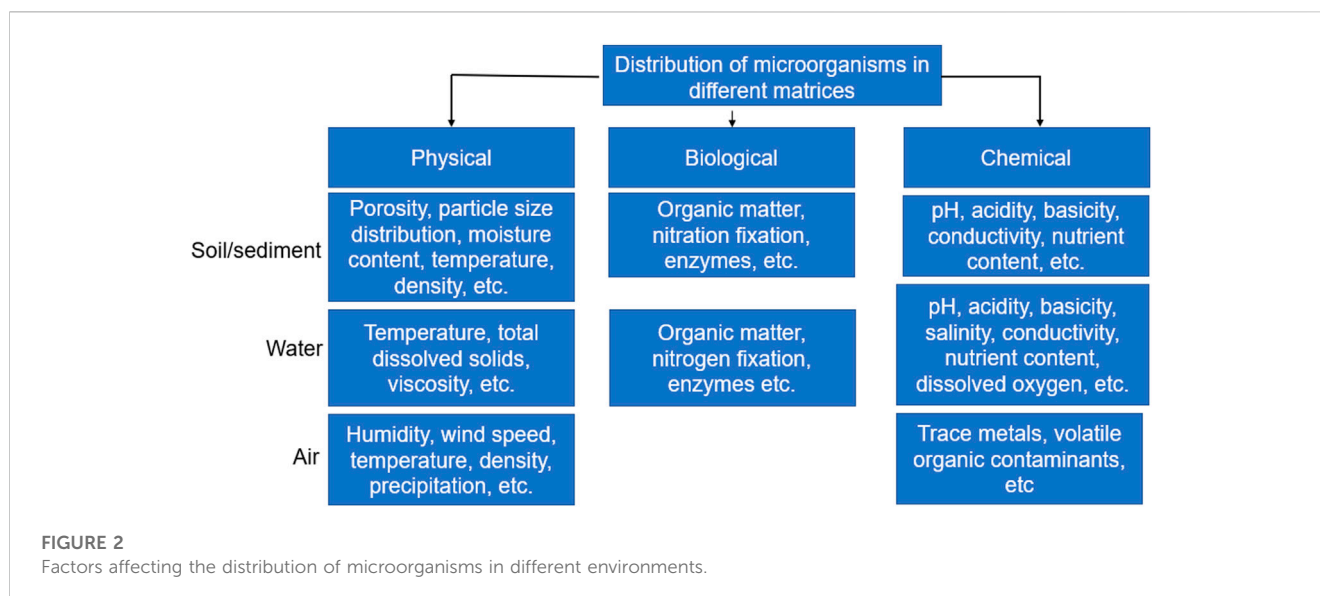 Distribution of microorganisms in
different matrices
Physical
Biological
Chemical
Soil/sediment
Porosity, particle size
distribution, moisture
content, temperature,
density, etc.
Organic matter,
nitration fixation,
enzymes, etc.
pH, acidity, basicity,
conductivity, nutrient
content, etc.
Water
Temperature, total
dissolved solids,
viscosity, etc.
Organic matter,
nitrogen fixation,
enzymes etc.
pH, acidity, basicity,
salinity, conductivity,
nutrient content,
dissolved oxygen, etc.
Air
Humidity, wind speed,
temperature, density,
precipitation, etc.
Trace metals, volatile
organic contaminants,
etc
FIGURE 2
Factors affecting the distribution of microorganisms in different environments.